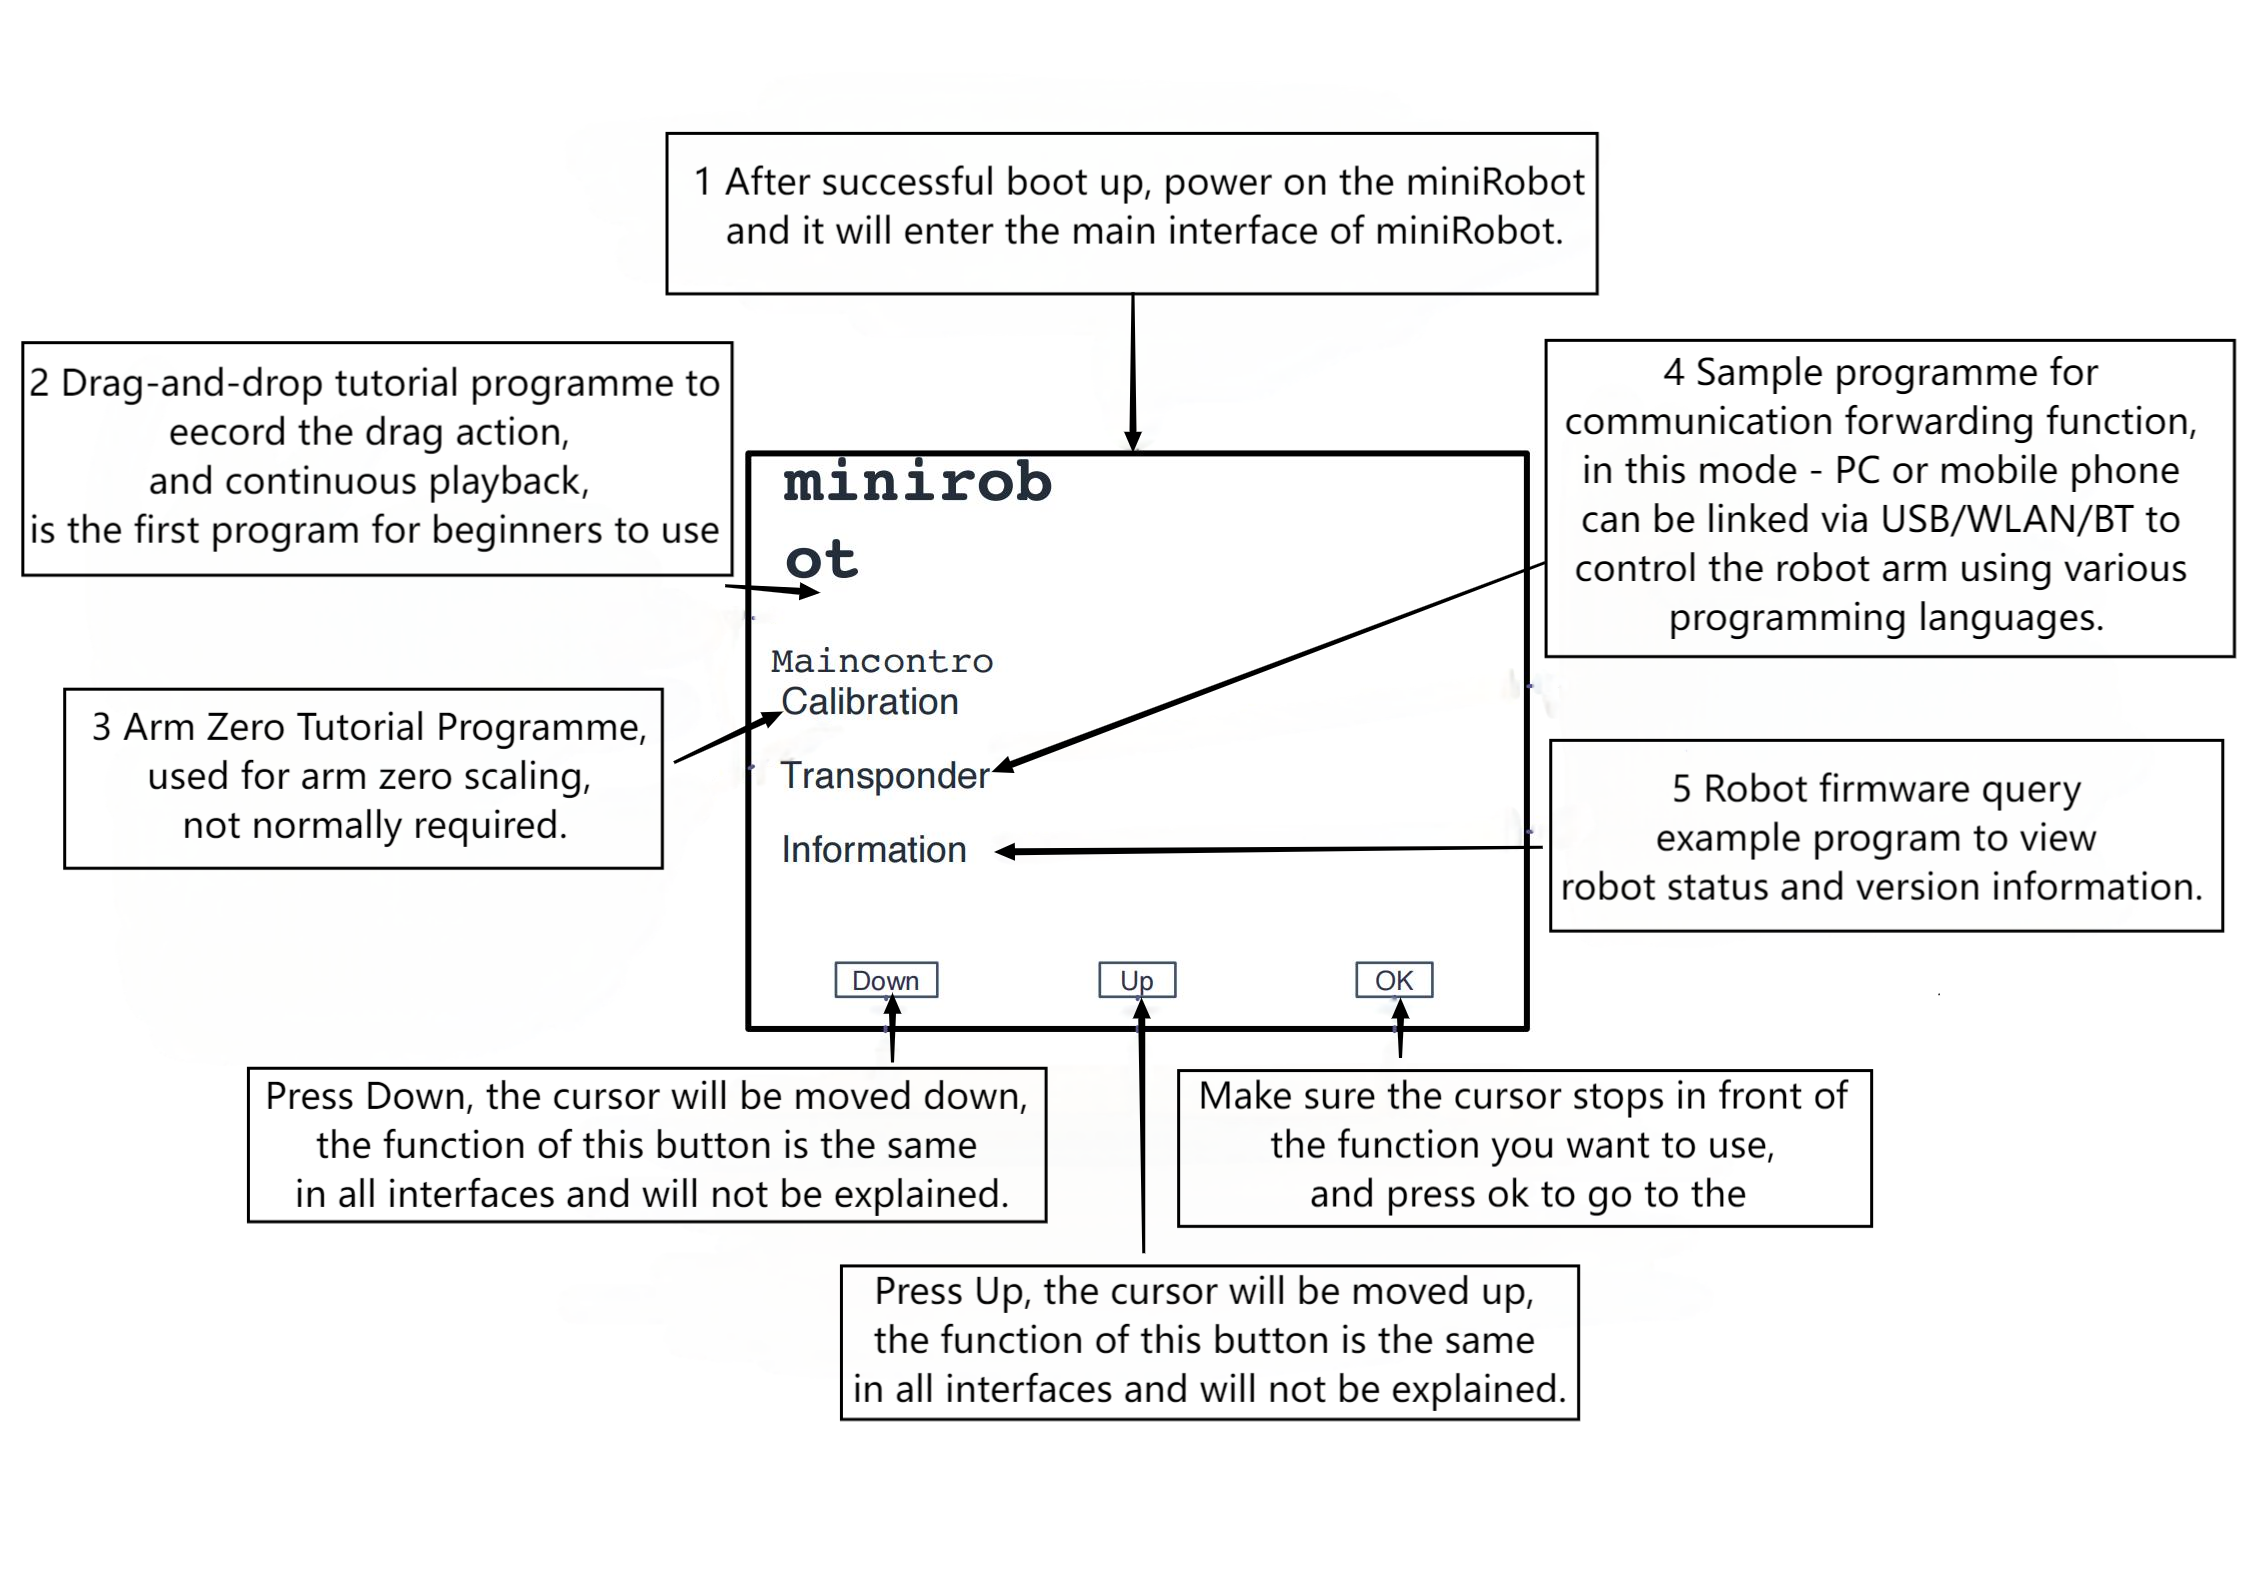 1 After successful boot up, power on the miniRobot
and it will enter the main interface of miniRobot.
2 Drag-and-drop tutorial programme to
eecord the drag action,
and continuous playback,
is the first program for beginners to use
3 Arm Zero Tutorial Programme,
used for arm zero scaling,
not normally required.
minirob
ot
Maincontro
Calibration
Transponder
Information
Down
Up
OK
4 Sample programme for
communication forwarding function,
in this mode - PC or mobile phone
can be linked via USB/WLAN/BT to
control the robot arm using various
programming languages.
5 Robot firmware query
example program to view
robot status and version information.
Press Down, the cursor will be moved down,
the function of this button is the same
in all interfaces and will not be explained.
Make sure the cursor stops in front of
the function you want to use,
and press ok to go to the
Press Up, the cursor will be moved up,
the function of this button is the same
in all interfaces and will not be explained.